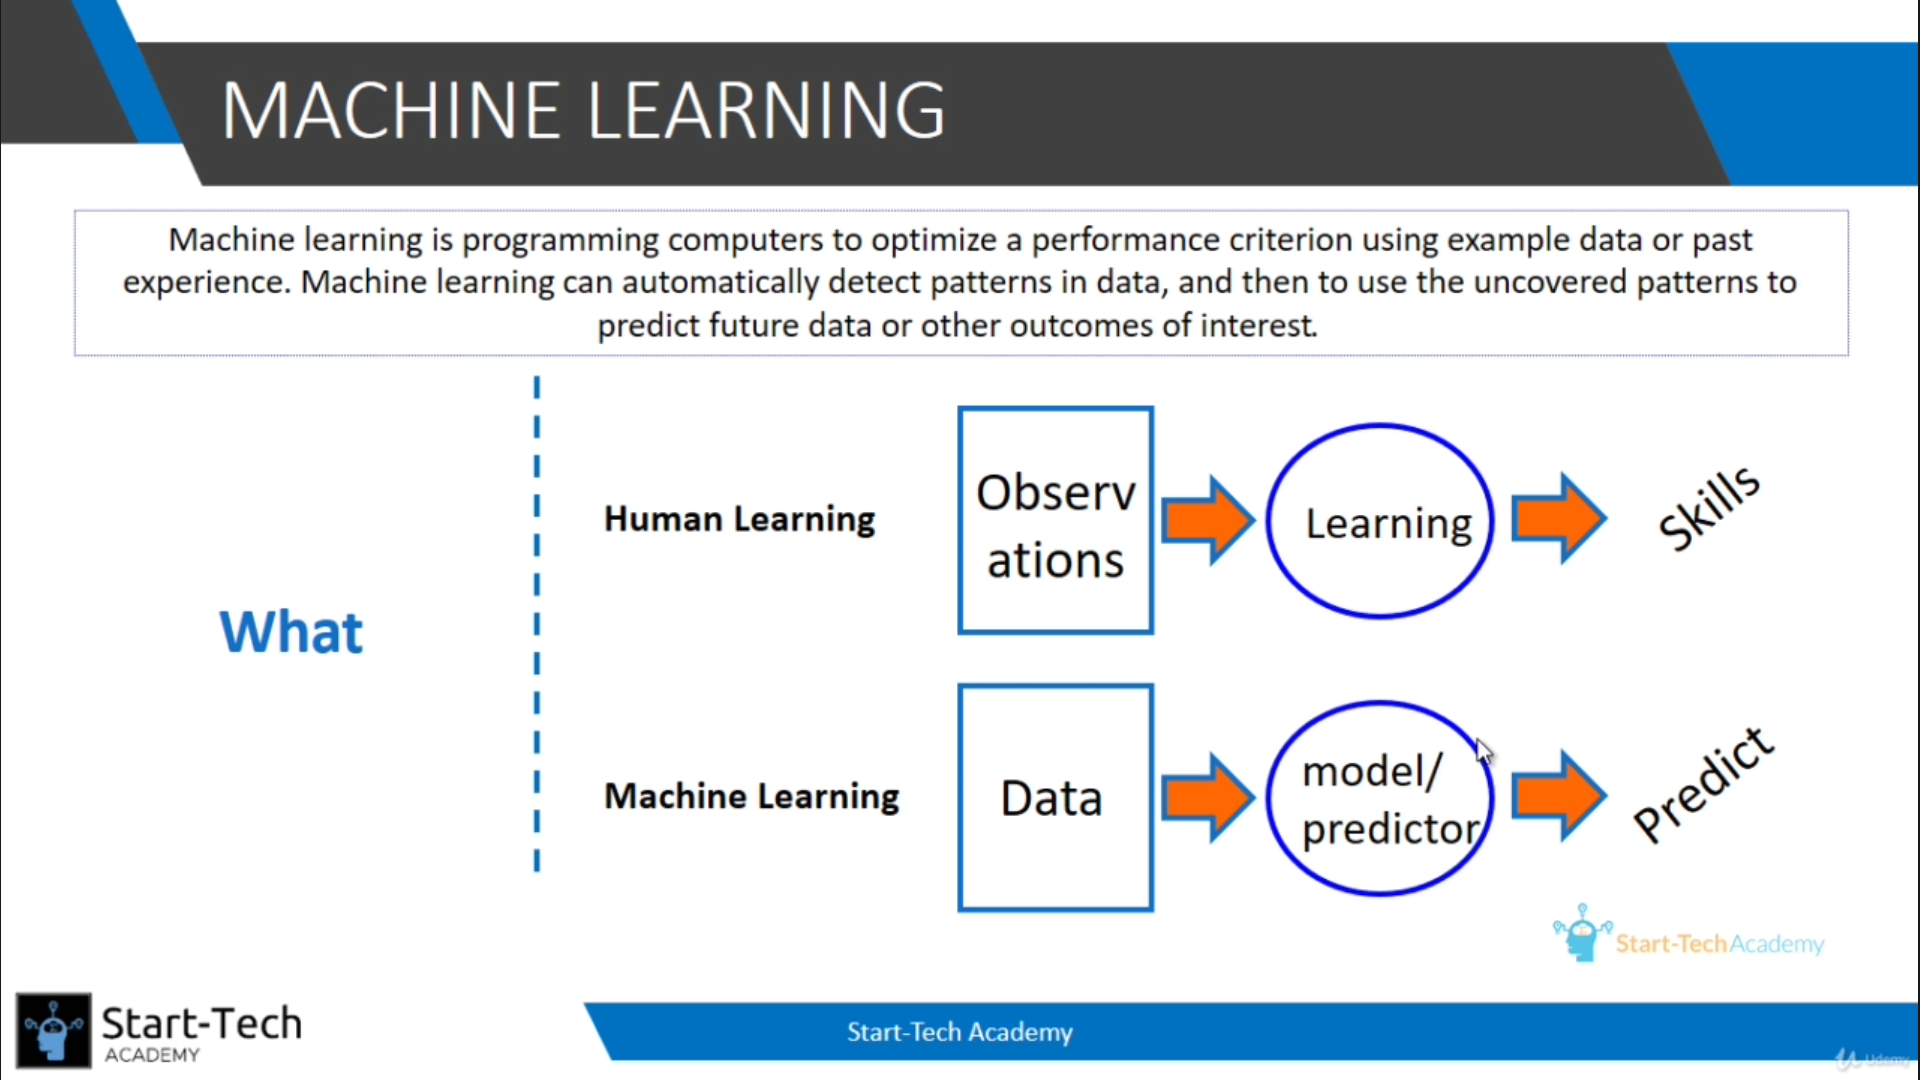 MACHINE LEARNING
Machine learning is programming computers to optimize a performance criterion using example data or past
experience. Machine learning can automatically detect patterns in data, and then to use the uncovered patterns to
predict future data or other outcomes of interest.
What
Human Learning
Observ
ations
Learning
Skills
Machine Learning
Data
model/
predictor
Predict
Start-Tech Academy
Start-Tech
ACADEMY
Start-Tech Academy
Udemy